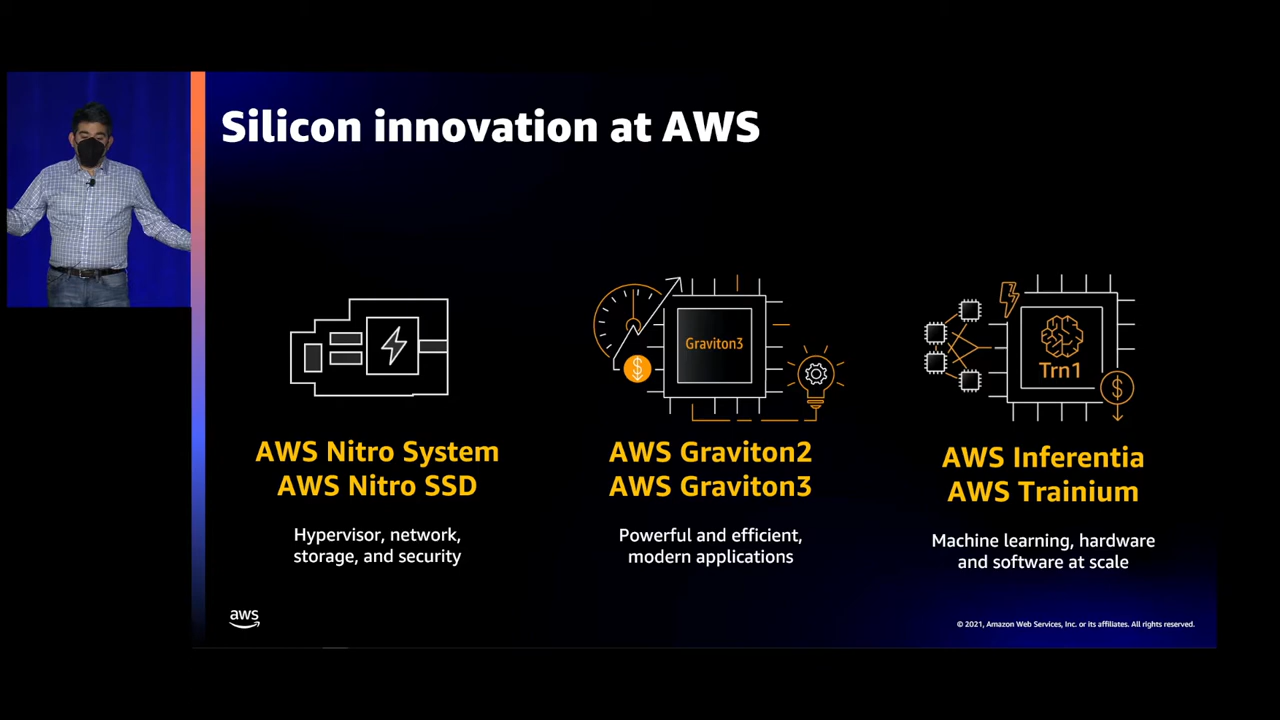 Silicon innovation at AWS
Graviton3
Trn1
AWS Nitro System
AWS Nitro SSD
Hypervisor, network,
storage, and security
AWS Graviton2
AWS Graviton3
Powerful and efficient,
modern applications
AWS Inferentia
AWS Trainium
Machine learning, hardware
and software at scale
aws
© 2021, Amazon Web Services, Inc. or its affiliates. All rights reserved.